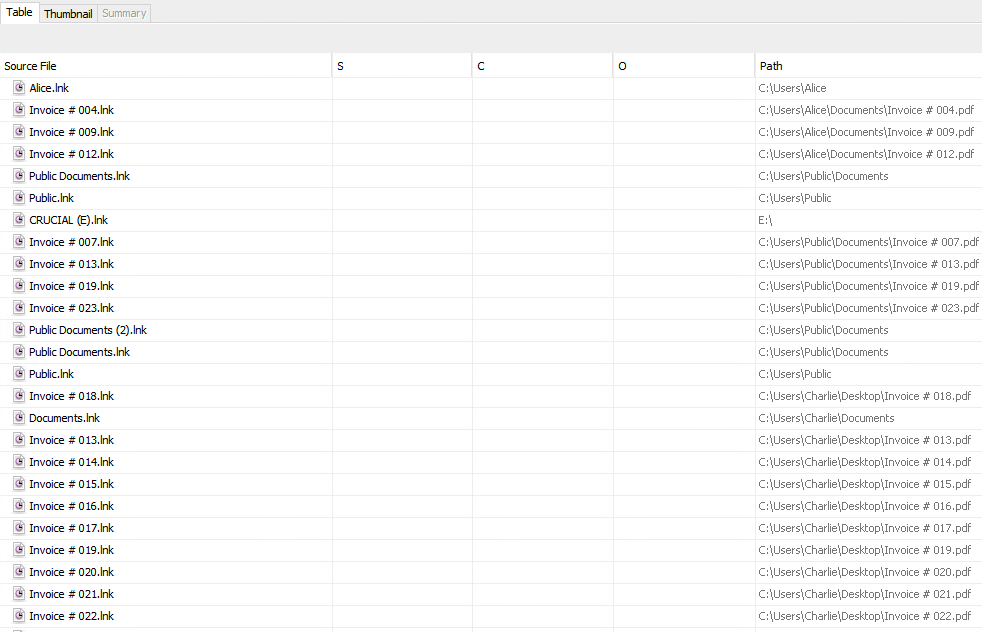 Table Thumbnail Summary
Source File S C O Path
Alice.lnk C:\Users\Alice
Invoice # 004.lnk C:\Users\Alice\Documents\Invoice # 004.pdf
Invoice # 009.lnk C:\Users\Alice\Documents\Invoice # 009.pdf
Invoice # 012.lnk C:\Users\Alice\Documents\Invoice # 012.pdf
Public Documents.lnk C:\Users\Public\Documents
Public.lnk C:\Users\Public
CRUCIAL (E).lnk E:\
Invoice # 007.lnk C:\Users\Public\Documents\Invoice # 007.pdf
Invoice # 013.lnk C:\Users\Public\Documents\Invoice # 013.pdf
Invoice # 019.lnk C:\Users\Public\Documents\Invoice # 019.pdf
Invoice # 023.lnk C:\Users\Public\Documents\Invoice # 023.pdf
Public Documents (2).lnk C:\Users\Public\Documents
Public Documents.lnk C:\Users\Public\Documents
Public.lnk C:\Users\Public
Invoice # 018.lnk C:\Users\Charlie\Desktop\Invoice # 018.pdf
Documents.lnk C:\Users\Charlie\Documents
Invoice # 013.lnk C:\Users\Charlie\Desktop\Invoice # 013.pdf
Invoice # 014.lnk C:\Users\Charlie\Desktop\Invoice # 014.pdf
Invoice # 015.lnk C:\Users\Charlie\Desktop\Invoice # 015.pdf
Invoice # 016.lnk C:\Users\Charlie\Desktop\Invoice # 016.pdf
Invoice # 017.lnk C:\Users\Charlie\Desktop\Invoice # 017.pdf
Invoice # 019.lnk C:\Users\Charlie\Desktop\Invoice # 019.pdf
Invoice # 020.lnk C:\Users\Charlie\Desktop\Invoice # 020.pdf
Invoice # 021.lnk C:\Users\Charlie\Desktop\Invoice # 021.pdf
Invoice # 022.lnk C:\Users\Charlie\Desktop\Invoice # 022.pdf